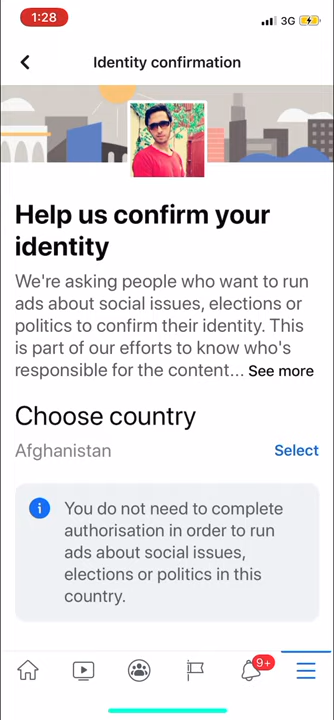 1:28
3G
Identity confirmation
Help us confirm your
identity
We're asking people who want to run
ads about social issues, elections or
politics to confirm their identity. This
is part of our efforts to know who's
responsible for the content... See more
Choose country
Afghanistan
Select
You do not need to complete
authorisation in order to run
ads about social issues,
elections or politics in this
country.
9+